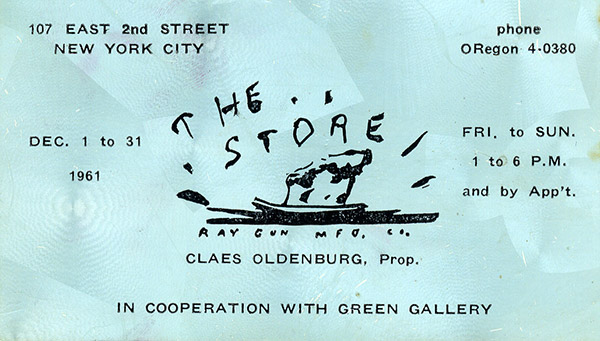 107 EAST 2nd STREET
NEW YORK CITY
phone
ORegon 4-0380
THE
STORE
DEC. 1 to 31
1961
FRI. to SUN.
1 to 6 P.M.
and by App't.
RAY GUN MFG. CO.
CLAES OLDENBURG, Prop.
IN COOPERATION WITH GREEN GALLERY